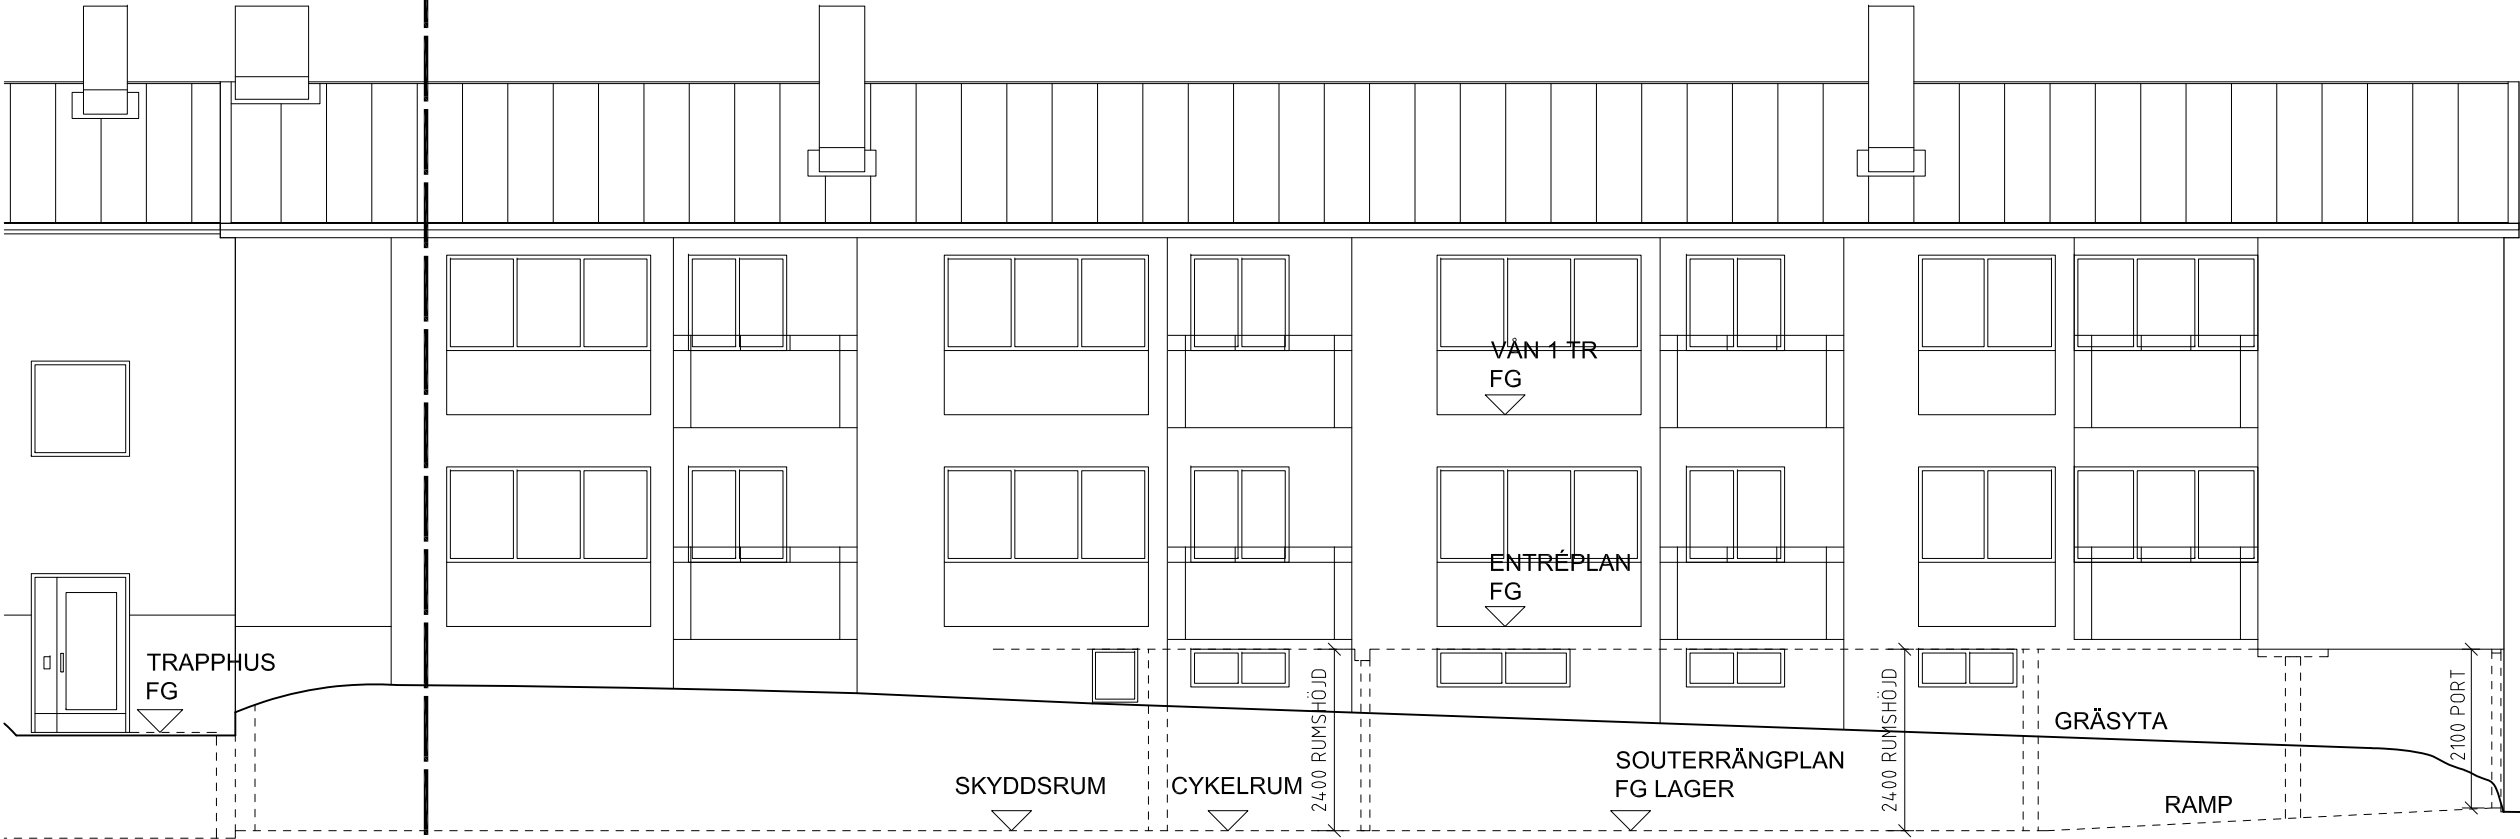 VÅN 1 TR
FG
ENTRÉPLAN
FG
TRAPPHUS
FG
2400 RUMSHÖJD
2400 RUMSHÖJD
2100 PORT
GRÄSYTA
SKYDDSRUM
CYKELRUM
SOUTERRÄNGPLAN
FG LAGER
RAMP